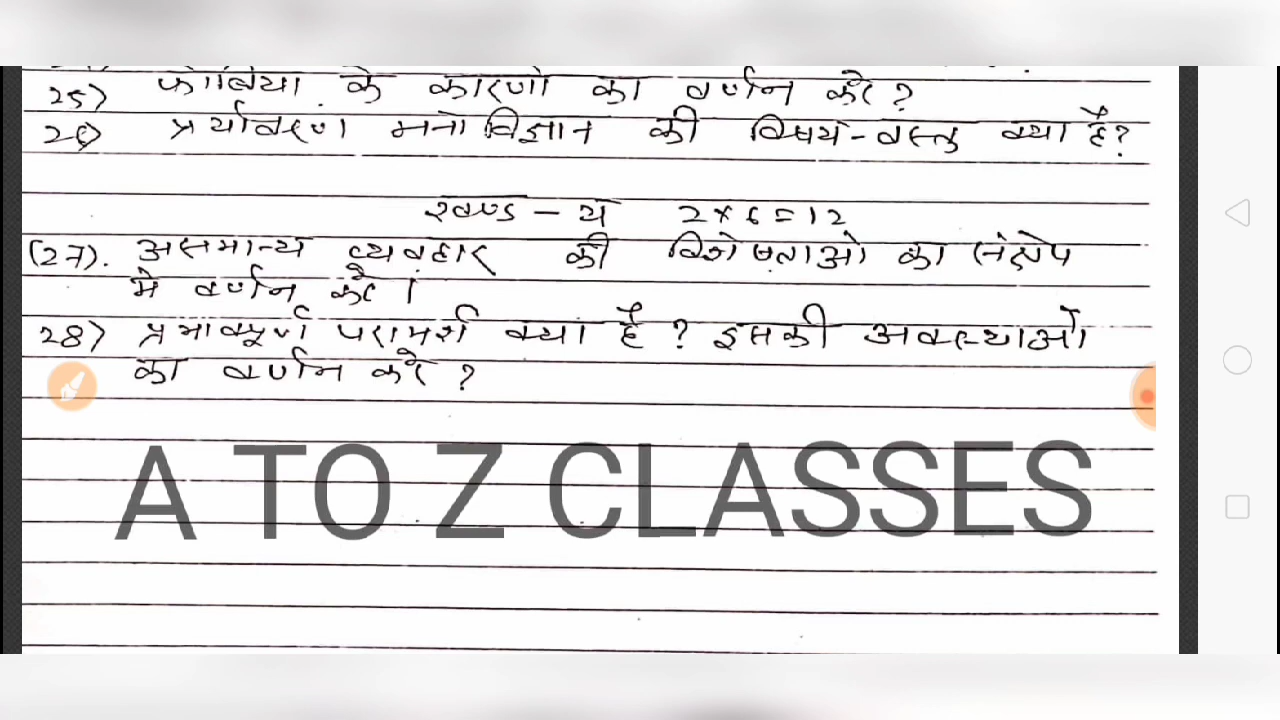 25) फोबिया के कारणो का वर्णन करे ?
26) प्रर्यावरण मनोविज्ञान की विषय-वस्तु क्या है?
खण्ड - य 2 * 6 = 12
(27). असमान्य व्यवहार की विशेषताओ का संक्षेप
मे वर्णन करे ।
28) प्रभावपूर्ण परामर्श क्या है ? इसकी अवस्थाओ
का वर्णन करे ?
A TO Z CLASSES